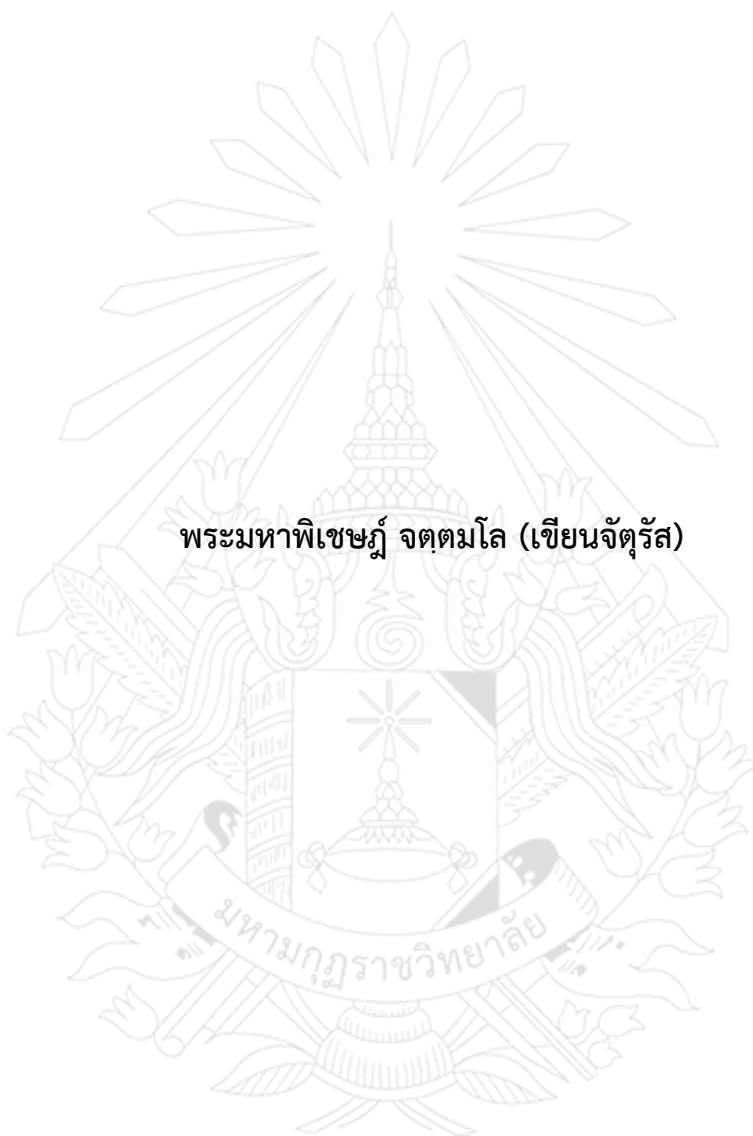 พระมหาพิเชษฎ์ จตฺตมโล (เขียนจัตุรัส)
มหามกุฏราชวิทยาลัย